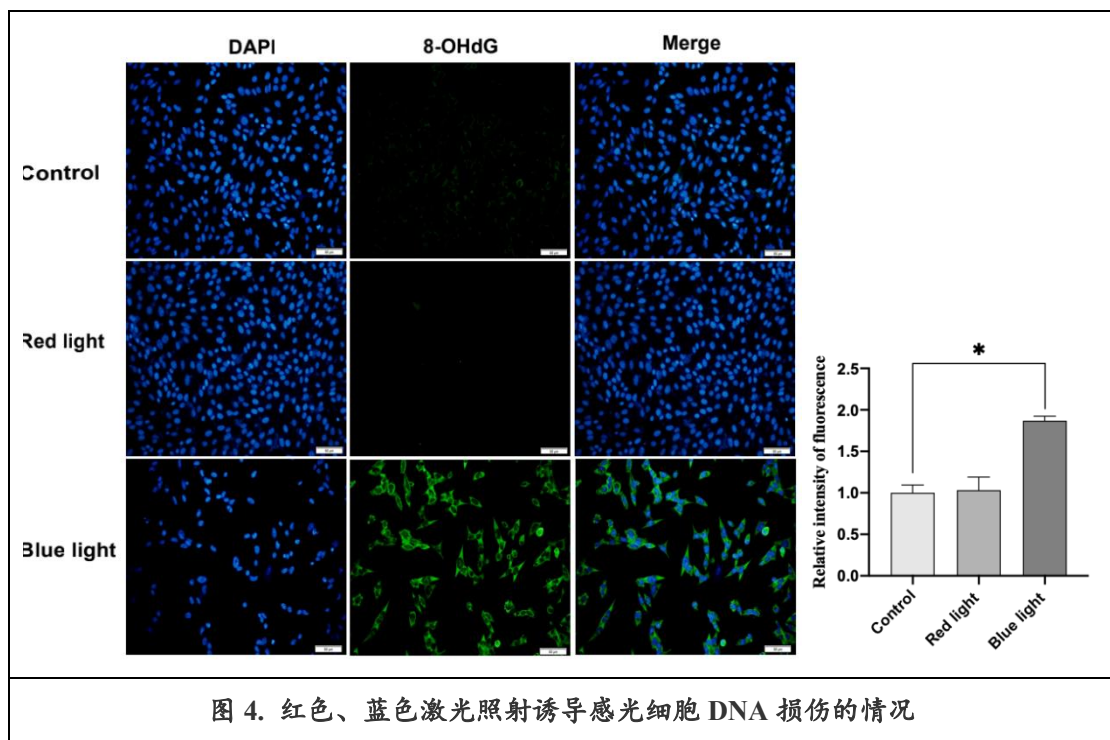 DAPI 8-OHdG Merge
Control
Red light
Blue light
Relative intensity of fluorescence
2.5
2.0
1.5
1.0
0.5
0.0
*
Control
Red light
Blue light
图 4. 红色、蓝色激光照射诱导感光细胞 DNA 损伤的情况